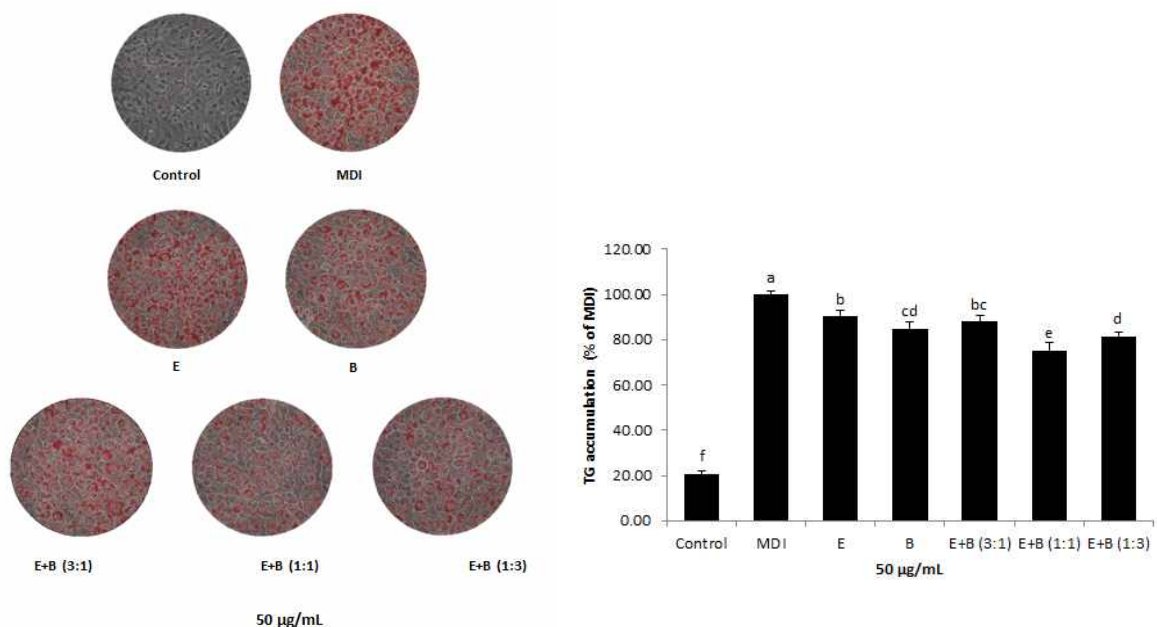 Control
MDI
E
B
E+B (3:1)
E+B (1:1)
E+B (1:3)
50 µg/mL
TG accumulation (% of MDI)
120.00
100.00
80.00
60.00
40.00
20.00
0.00
f
a
b
cd
bc
e
d
Control
MDI
E
B
E+B (3:1)
E+B (1:1)
E+B (1:3)
50 µg/mL